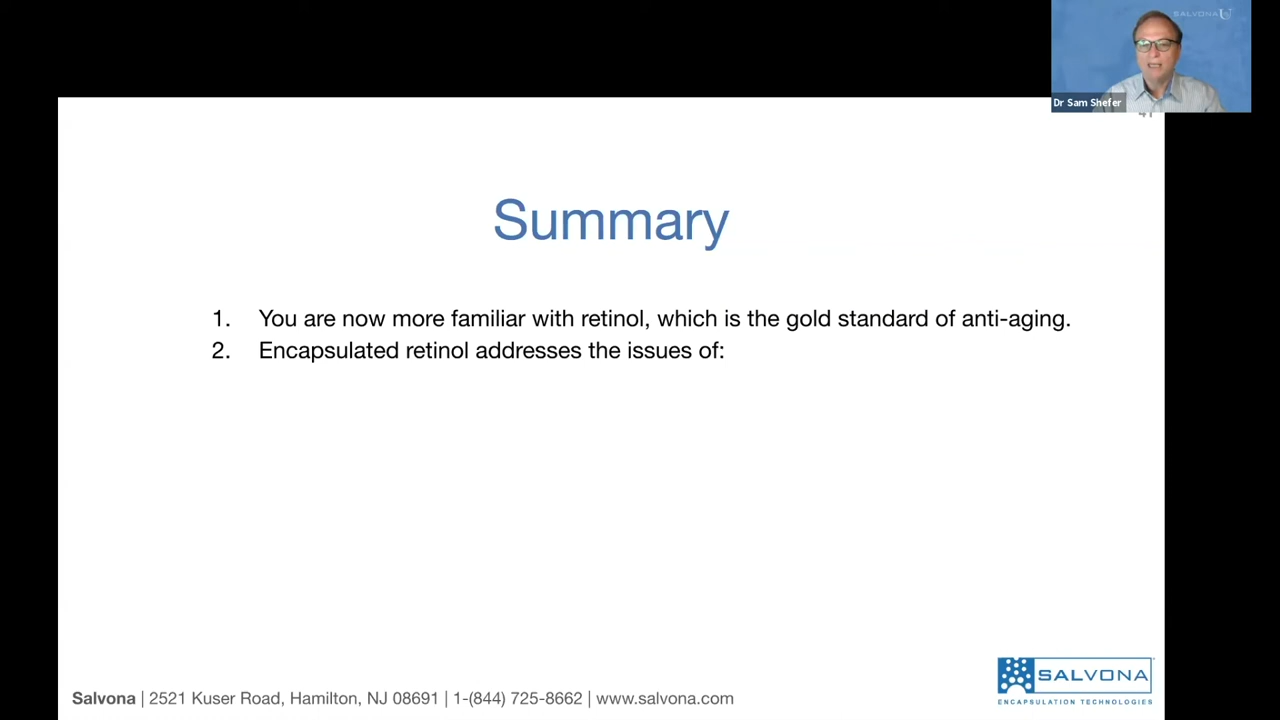 SALVONA U
Dr Sam Shefer
Summary
1. You are now more familiar with retinol, which is the gold standard of anti-aging.
2. Encapsulated retinol addresses the issues of:
Salvona | 2521 Kuser Road, Hamilton, NJ 08691 | 1-(844) 725-8662 | www.salvona.com
SALVONA
ENCAPSULATION TECHNOLOGIES